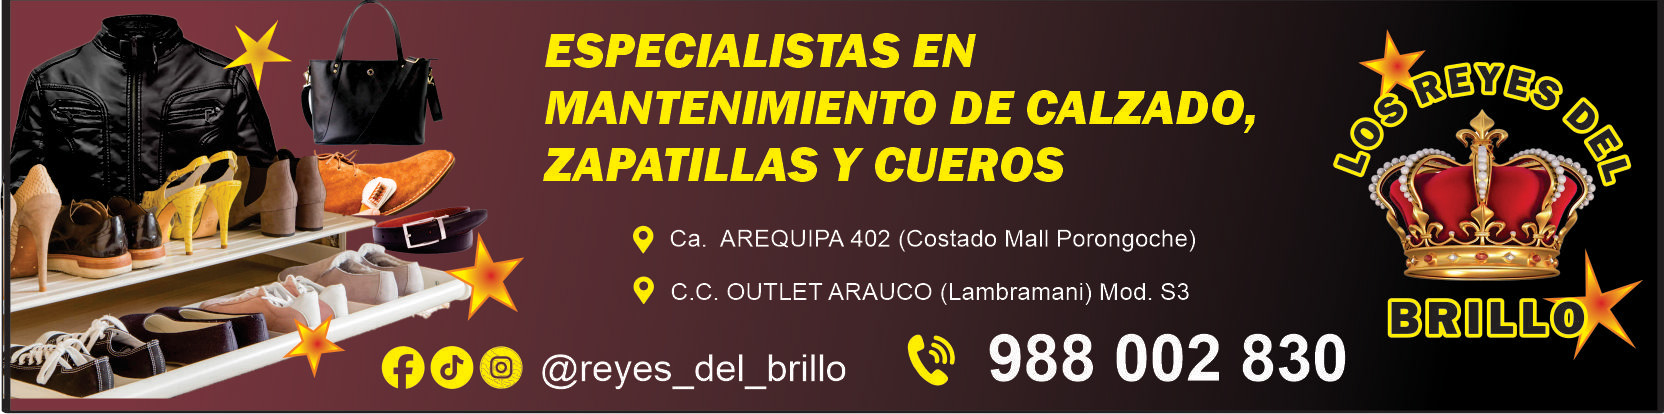 ESPECIALISTAS EN
MANTENIMIENTO DE CALZADO,
ZAPATILLAS Y CUEROS
Ca. AREQUIPA 402 (Costado Mall Porongoche)
C.C. OUTLET ARAUCO (Lambramani) Mod. S3
@reyes_del_brillo
988 002 830
LOS REYES DEL
BRILLO